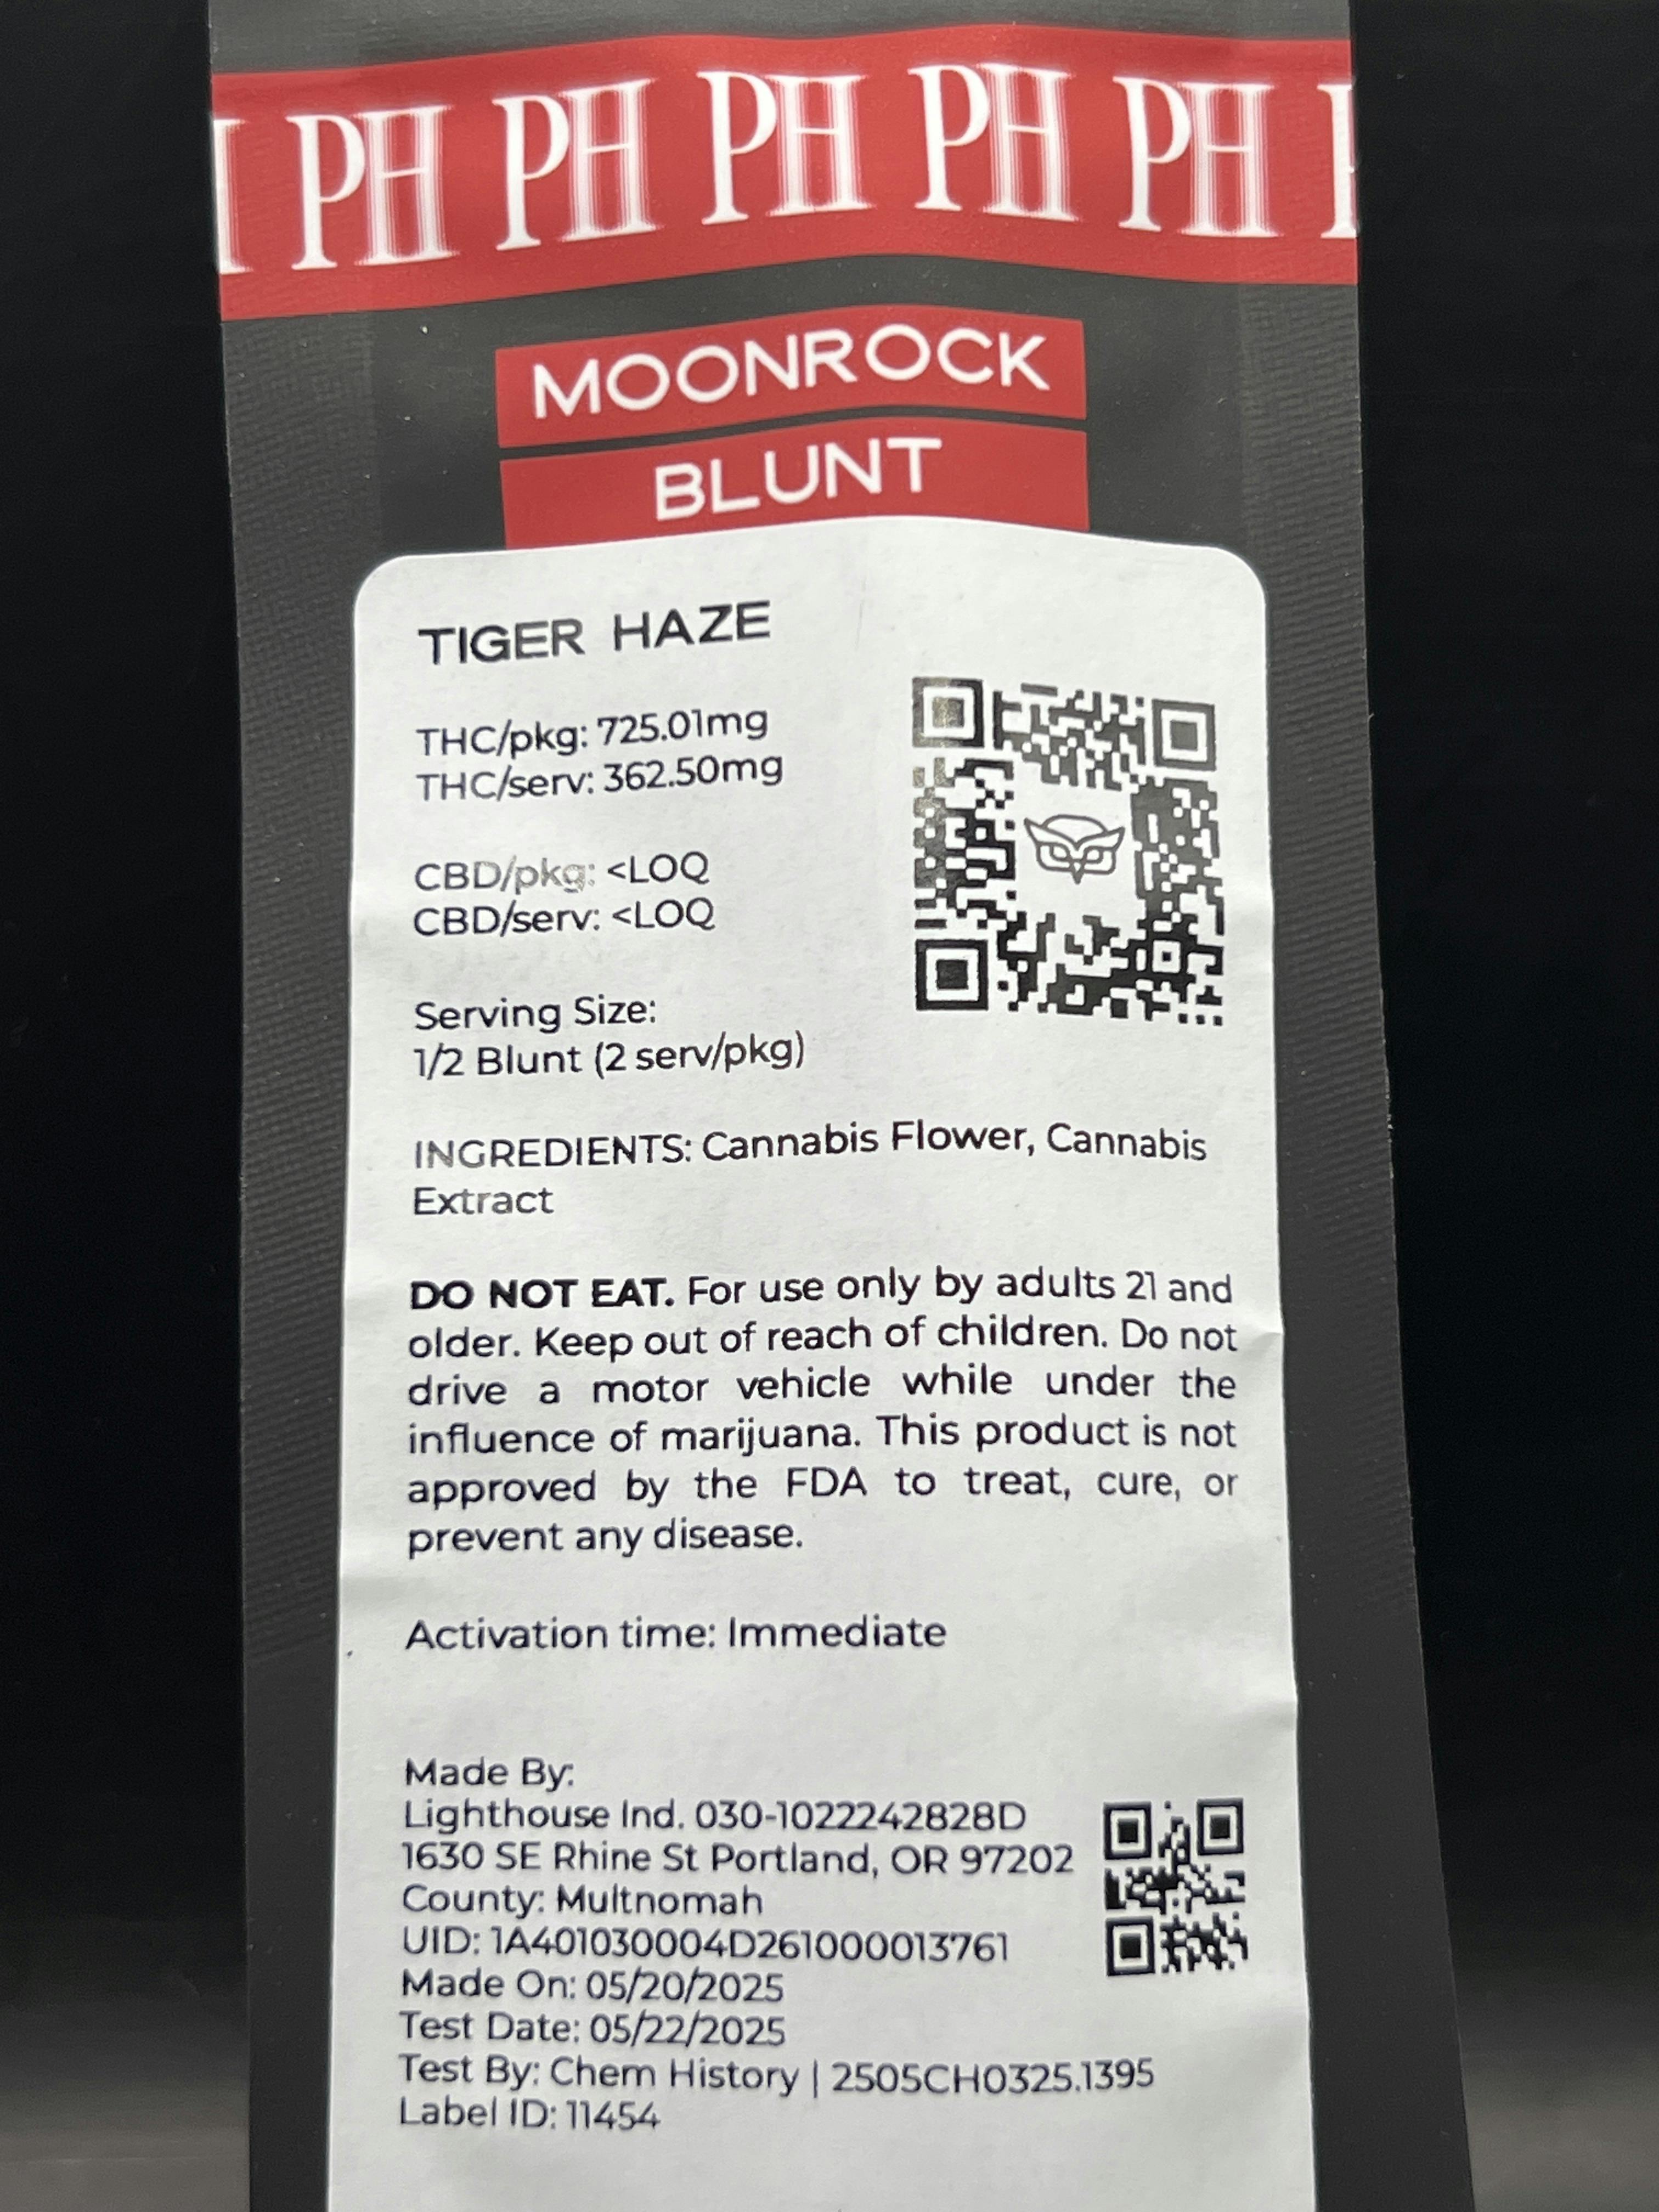 PH PH PH PH PH
MOONROCK
BLUNT
TIGER HAZE
THC/pkg: 725.01mg
THC/serv: 362.50mg
CBD/pkg: <LOQ
CBD/serv: <LOQ
Serving Size:
1/2 Blunt (2 serv/pkg)
INGREDIENTS: Cannabis Flower, Cannabis
Extract
DO NOT EAT. For use only by adults 21 and
older. Keep out of reach of children. Do not
drive a motor vehicle while under the
influence of marijuana. This product is not
approved by the FDA to treat, cure, or
prevent any disease.
Activation time: Immediate
Made By:
Lighthouse Ind. 030-1022242828D
1630 SE Rhine St Portland, OR 97202
County: Multnomah
UID: 1A401030004D261000013761
Made On: 05/20/2025
Test Date: 05/22/2025
Test By: Chem History | 2505CH0325.1395
Label ID: 11454